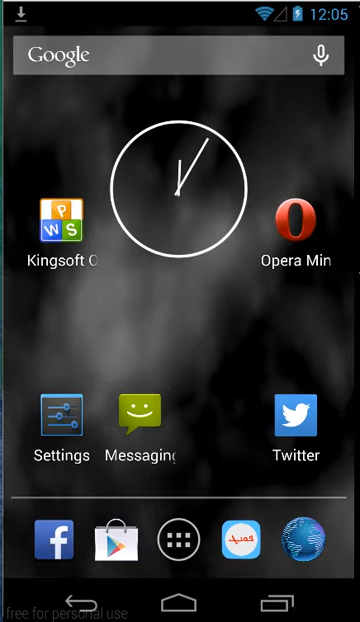 12:05
Google
P
W S
Kingsoft O
Opera Min
Settings
Messaging
Twitter
f
free for personal use